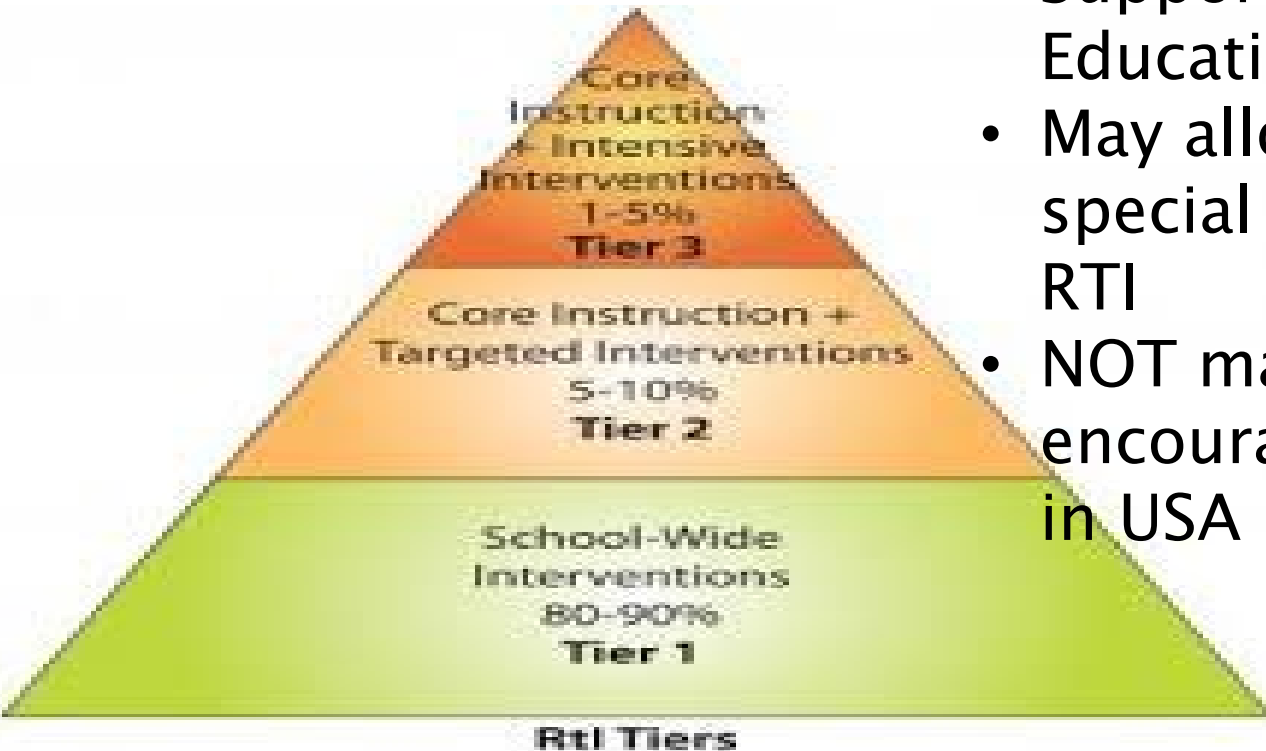 Core
Instruction
+ Intensive
Interventions
1-5%
Tier 3
Core Instruction +
Targeted Interventions
5-10%
Tier 2
School-Wide
Interventions
80-90%
Tier 1
RtI Tiers
Educati
• May all
special
RTI
• NOT ma
encoura
in USA